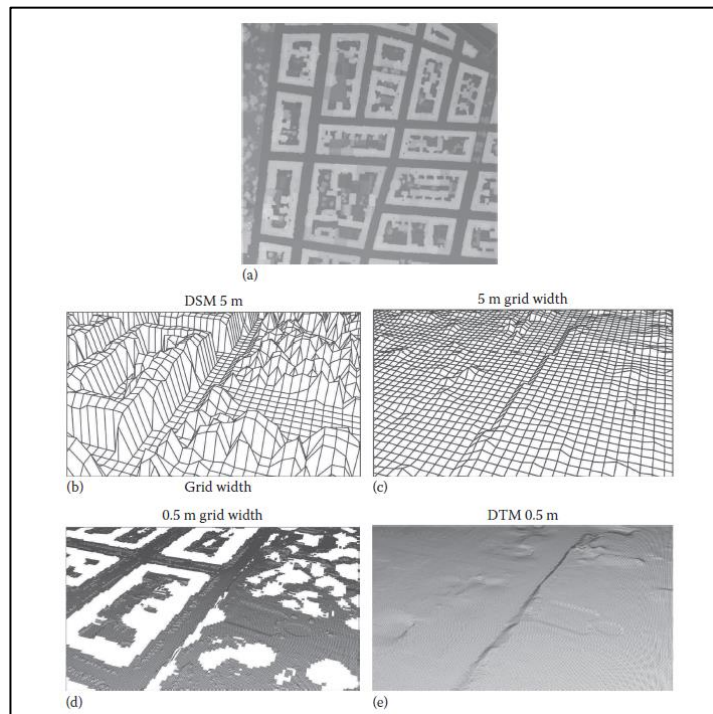 (a)
DSM 5 m
5 m grid width
(b)
Grid width
(c)
0.5 m grid width
DTM 0.5 m
(d)
(e)